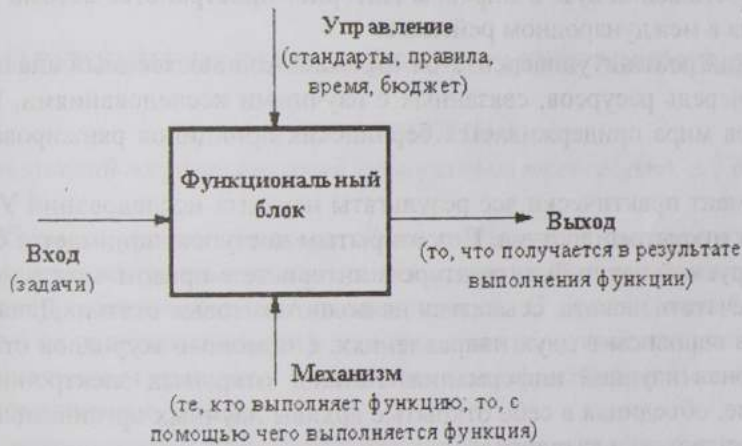 Управление
(стандарты, правила,
время, бюджет)
Функциональный
блок
Вход
(задачи)
Выход
(то, что получается в результате
выполнения функции)
Механизм
(те, кто выполняет функцию; то, с
помощью чего выполняется функция)